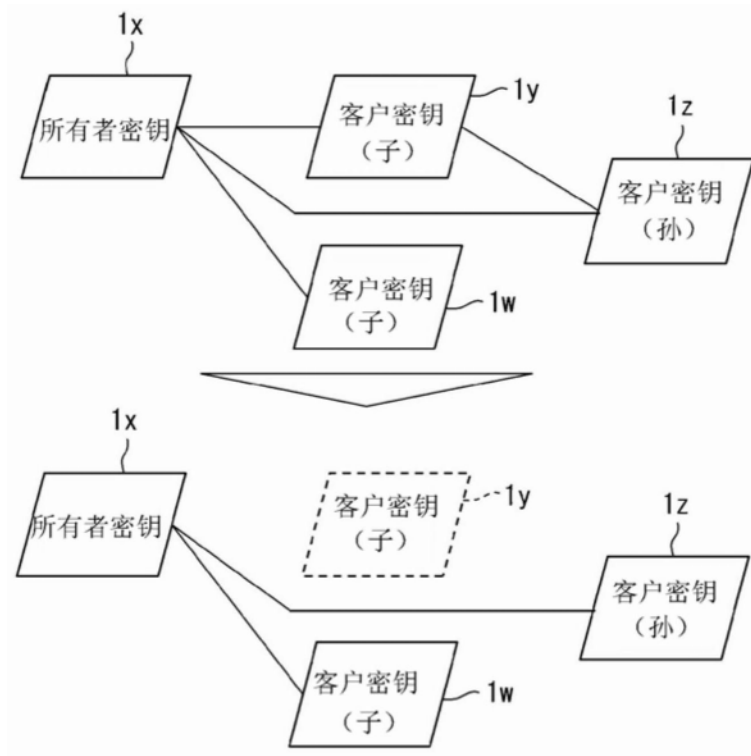 1x
1y
所有者密钥
客户密钥
（子）
1z
客户密钥
（孙）
客户密钥
（子）
1w
1x
1y
所有者密钥
客户密钥
（子）
1z
客户密钥
（孙）
客户密钥
（子）
1w